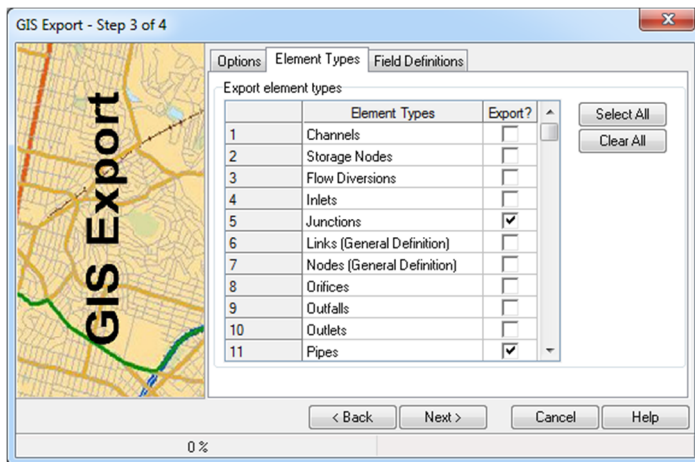 GIS Export - Step 3 of 4
GIS Export
Options Element Types Field Definitions
Export element types
Element Types Export?
1 Channels
2 Storage Nodes
3 Flow Diversions
4 Inlets
5 Junctions
6 Links (General Definition)
7 Nodes (General Definition)
8 Orifices
9 Outfalls
10 Outlets
11 Pipes
Select All
Clear All
< Back Next > Cancel Help
0 %